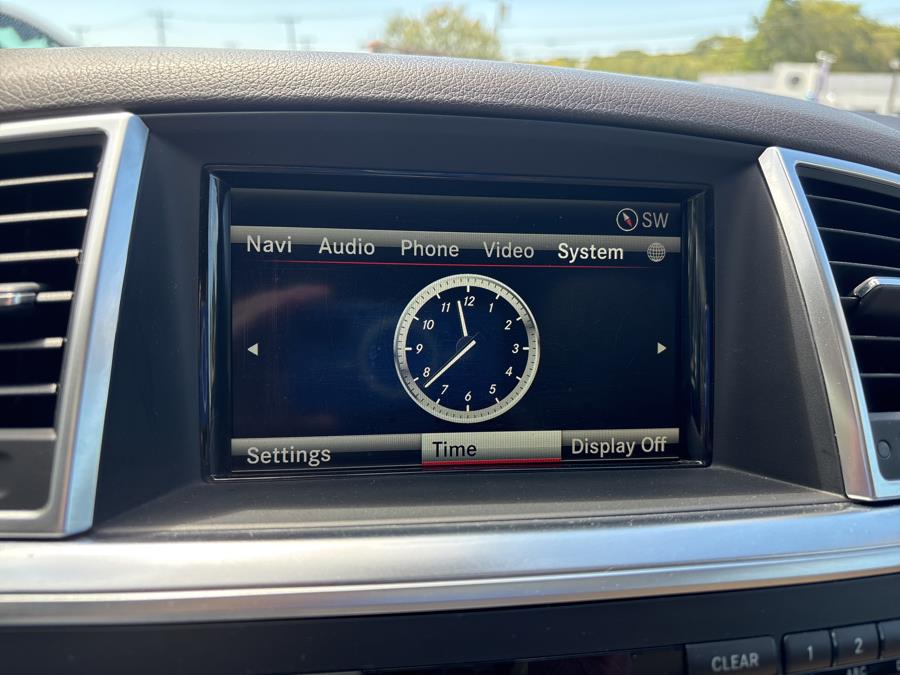 SW
Navi Audio Phone Video System
12
11 1
10 2
9 3
8 4
7 5
6
Settings Time Display Off
CLEAR 1 2